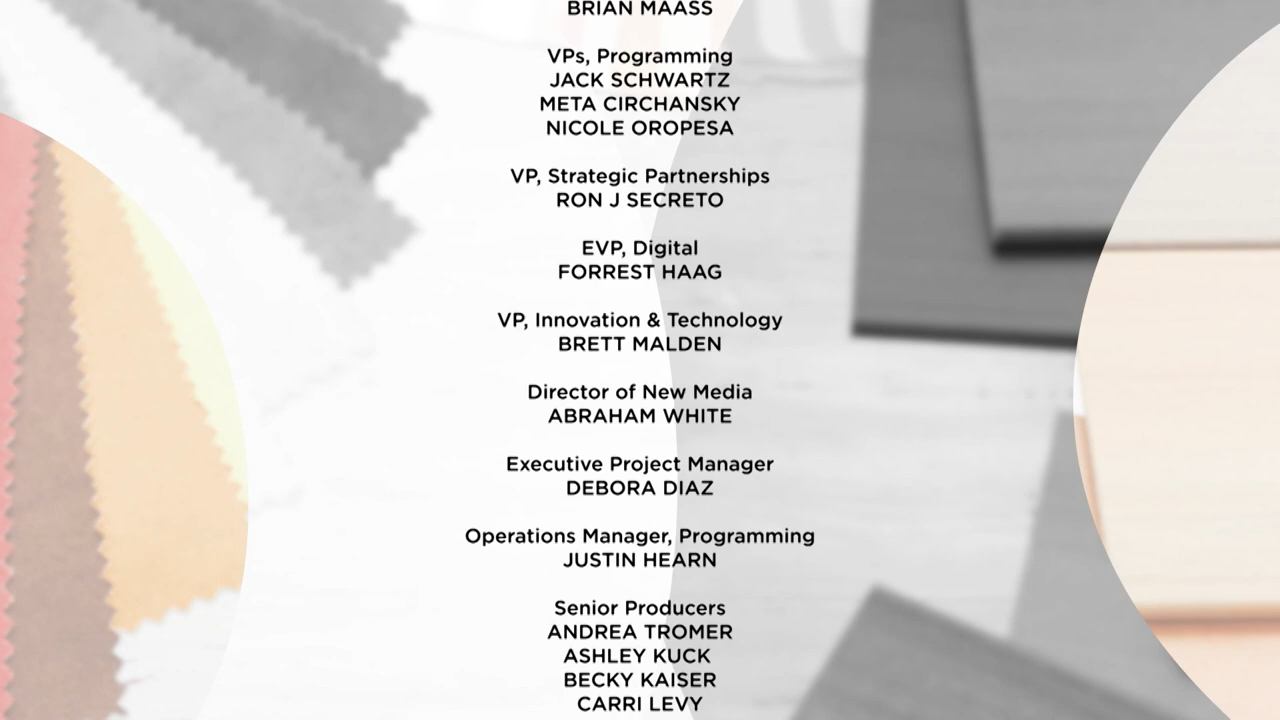 BRIAN MAASS
VPs, Programming
JACK SCHWARTZ
META CIRCHANSKY
NICOLE OROPESA
VP, Strategic Partnerships
RON J SECRETO
EVP, Digital
FORREST HAAG
VP, Innovation & Technology
BRETT MALDEN
Director of New Media
ABRAHAM WHITE
Executive Project Manager
DEBORA DIAZ
Operations Manager, Programming
JUSTIN HEARN
Senior Producers
ANDREA TROMER
ASHLEY KUCK
BECKY KAISER
CARRI LEVY